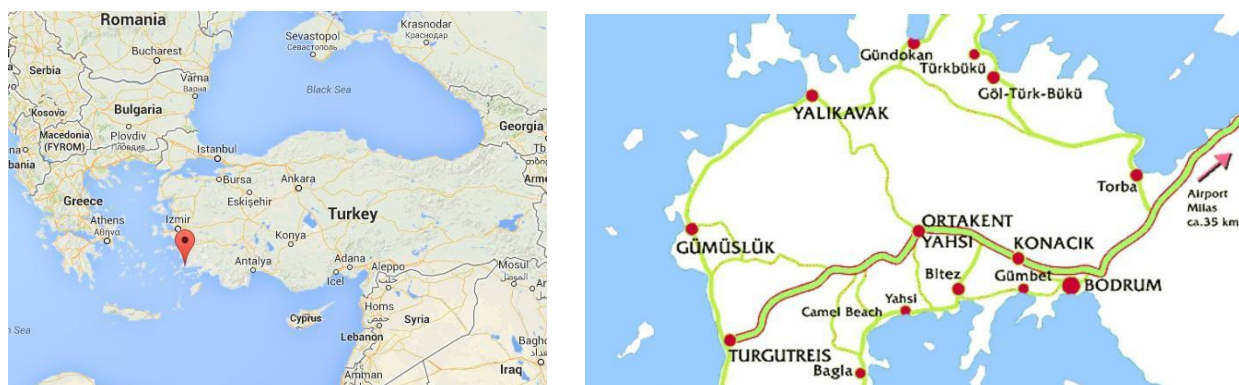 Romania
Sevastopol
Севастополь
Krasnodar
Краснодар
Bucharest
Serbia
Varna
Варна
Black Sea
Kosovo
Bulgaria
Macedonia
(FYROM)
Plovdiv
Пловдив
Georgia
Istanbul
bania
Bursa
Ankara
Eskişehir
Greece
Turkey
Athens
Αθήνα
Izmir
Konya
Antalya
Adana
Icel
Aleppo
Mosul
Cyprus
Homs
Syria
Lebanon
Iraq
Amman
Gündokan
Türkbükü
Göl-Türk-Bükü
YALIKAVAK
Torba
Airport
Milas
ca.35 km
ORTAKENT
YAHSI
GÜMÜSLÜK
KONACIK
Bltez
Gümbet
BODRUM
Yahsi
Camel Beach
TURGUTREIS
Bagla